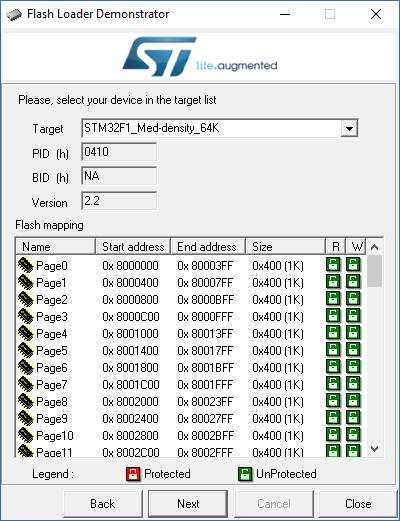 Flash Loader Demonstrator
ST life.augmented
Please, select your device in the target list
Target STM32F1_Med-density_64K
PID (h) 0410
BID (h) NA
Version 2.2
Flash mapping
Name Start address End address Size R W
Page0 0x 8000000 0x 80003FF 0x400 (1K)
Page1 0x 8000400 0x 80007FF 0x400 (1K)
Page2 0x 8000800 0x 8000BFF 0x400 (1K)
Page3 0x 8000C00 0x 8000FFF 0x400 (1K)
Page4 0x 8001000 0x 80013FF 0x400 (1K)
Page5 0x 8001400 0x 80017FF 0x400 (1K)
Page6 0x 8001800 0x 8001BFF 0x400 (1K)
Page7 0x 8001C00 0x 8001FFF 0x400 (1K)
Page8 0x 8002000 0x 80023FF 0x400 (1K)
Page9 0x 8002400 0x 80027FF 0x400 (1K)
Page10 0x 8002800 0x 8002BFF 0x400 (1K)
Page11 0x 8002C00 0x 8002FFF 0x400 (1K)
Legend : Protected UnProtected
Back Next Cancel Close